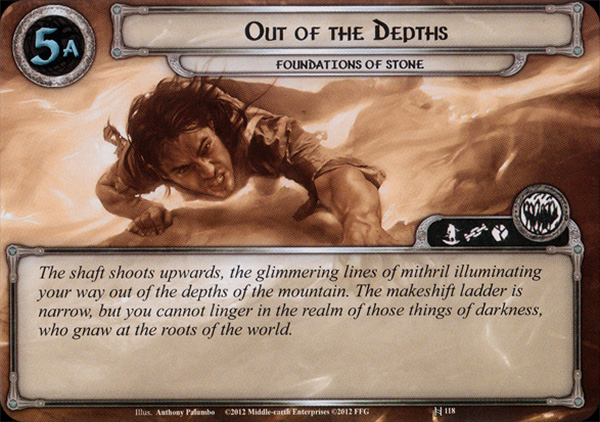 5A
Out of the Depths
Foundations of Stone
The shaft shoots upwards, the glimmering lines of mithril illuminating
your way out of the depths of the mountain. The makeshift ladder is
narrow, but you cannot linger in the realm of those things of darkness,
who gnaw at the roots of the world.
Illus. Anthony Palumbo ©2012 Middle-earth Enterprises ©2012 FFG 118